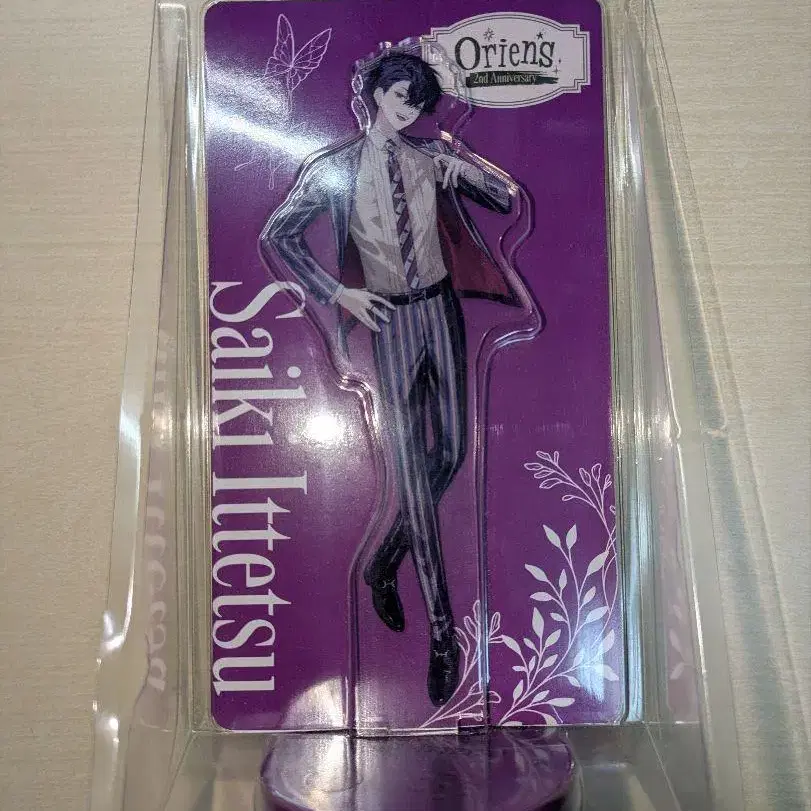 Oriens
2nd Anniversary
Saiki Ittetsu